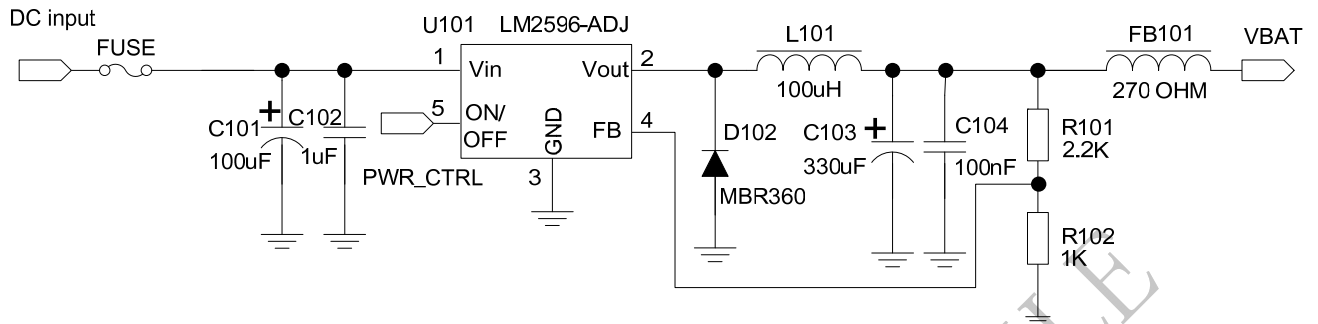 DC input
FUSE
U101
LM2596-ADJ
L101
FB101
VBAT
1
Vin
Vout
2
100uH
270 OHM
5
ON/
OFF
GND
FB
4
+
C101
100uF
C102
1uF
PWR_CTRL
3
D102
MBR360
C103
+
330uF
C104
100nF
R101
2.2K
R102
1K